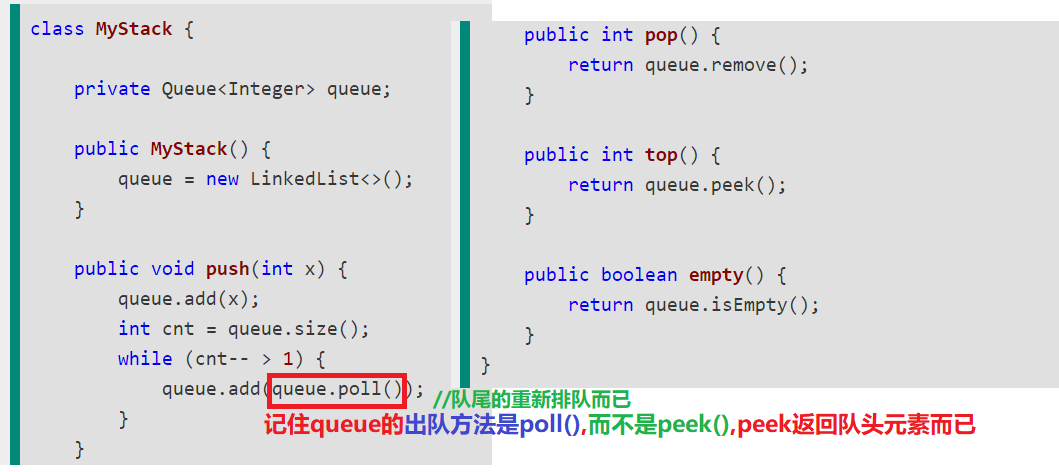 class MyStack {
private Queue<Integer> queue;
public MyStack() {
queue = new LinkedList<>();
}
public void push(int x) {
queue.add(x);
int cnt = queue.size();
while (cnt-- > 1) {
queue.add(queue.poll());
//队尾的重新排队而已
}
}
记住queue的出队方法是poll(),而不是peek(),peek返回队头元素而已
public int pop() {
return queue.remove();
}
public int top() {
return queue.peek();
}
public boolean empty() {
return queue.isEmpty();
}
}